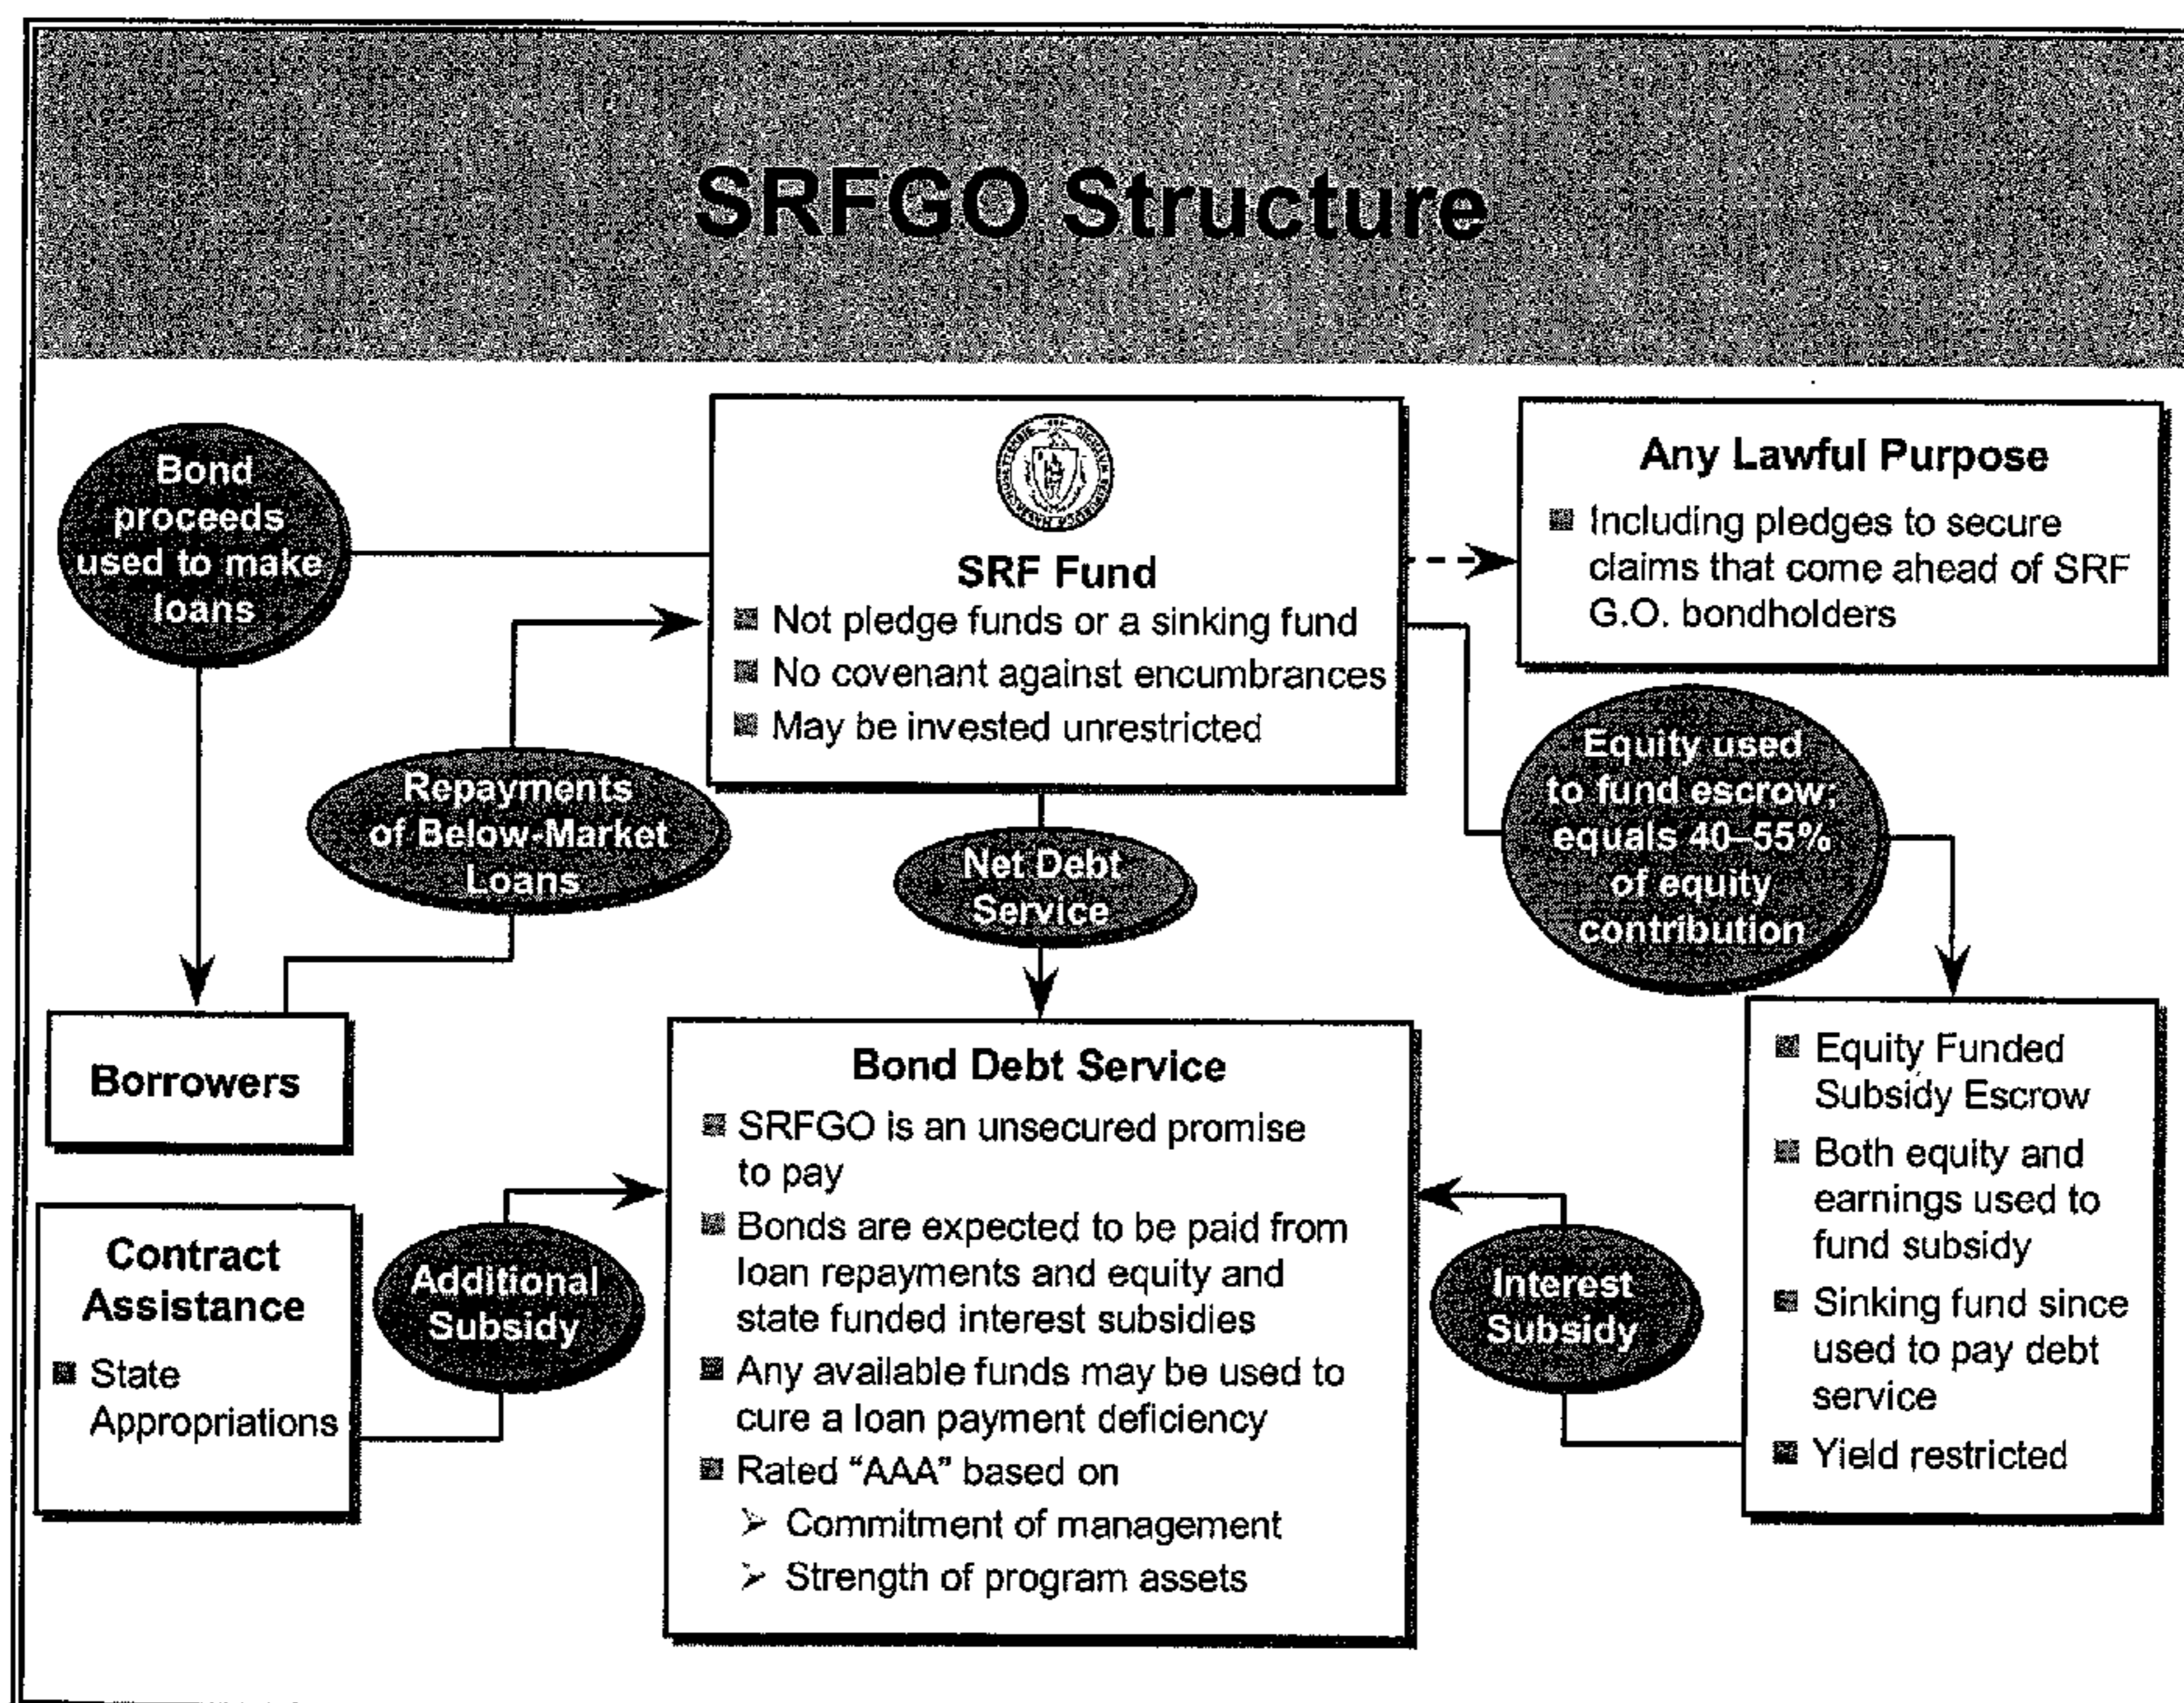 SRFGO Structure
Bond
proceeds
used to make
loans
SRF Fund
Not pledge funds or a sinking fund
No covenant against encumbrances
May be invested unrestricted
Any Lawful Purpose
Including pledges to secure
claims that come ahead of SRF
G.O. bondholders
Repayments
of Below-Market
Loans
Net Debt
Service
Equity used
to fund escrow;
equals 40–55%
of equity
contribution
Borrowers
Contract
Assistance
State
Appropriations
Additional
Subsidy
Bond Debt Service
SRFGO is an unsecured promise
to pay
Bonds are expected to be paid from
loan repayments and equity and
state funded interest subsidies
Any available funds may be used to
cure a loan payment deficiency
Rated “AAA” based on
Commitment of management
Strength of program assets
Interest
Subsidy
Equity Funded
Subsidy Escrow
Both equity and
earnings used to
fund subsidy
Sinking fund since
used to pay debt
service
Yield restricted